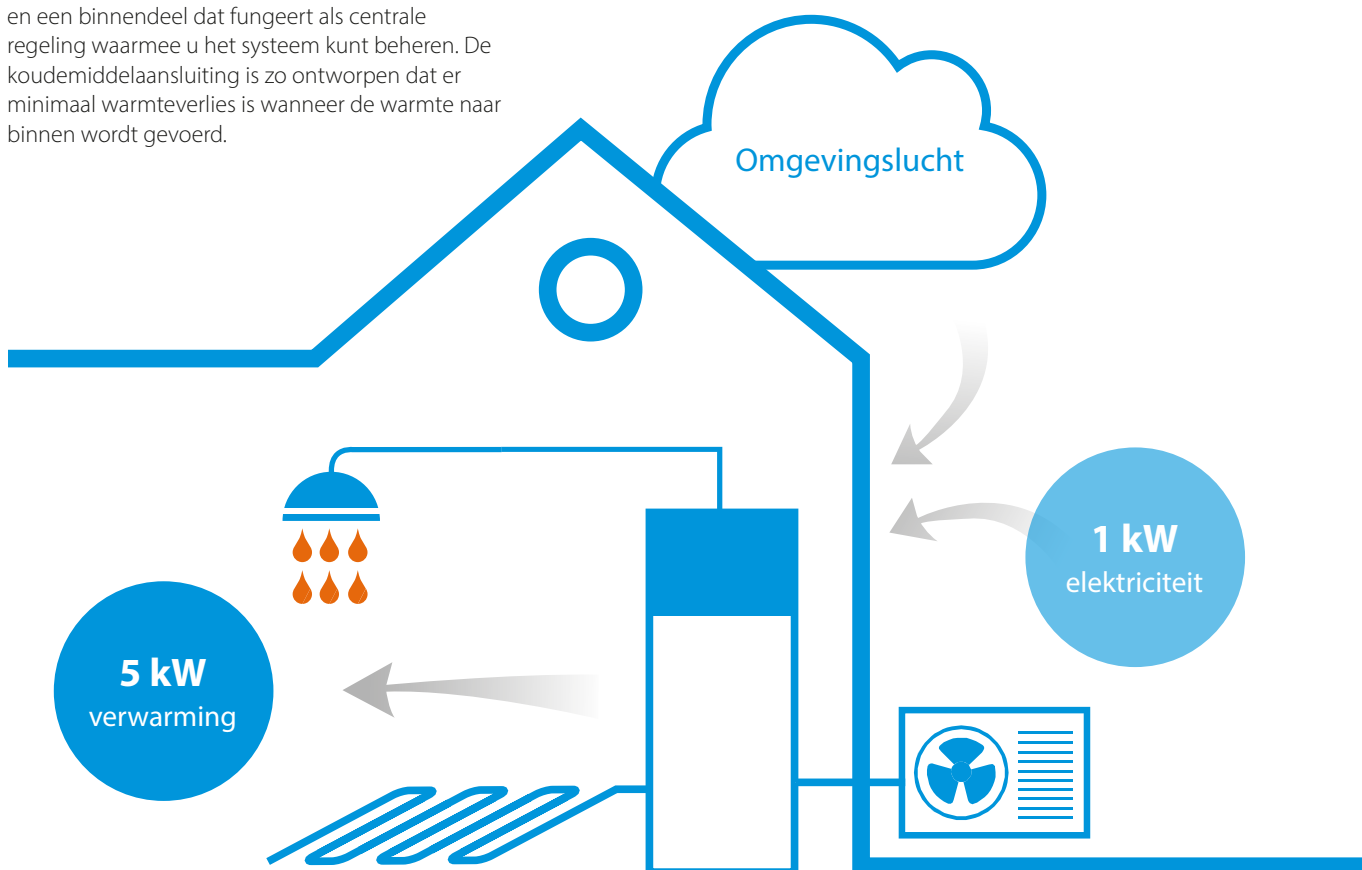 en een binnendeel dat fungeert als centrale
regeling waarmee u het systeem kunt beheren. De
koudemiddelaansluiting is zo ontworpen dat er
minimaal warmteverlies is wanneer de warmte naar
binnen wordt gevoerd.
Omgevingslucht
1 kW
elektriciteit
5 kW
verwarming